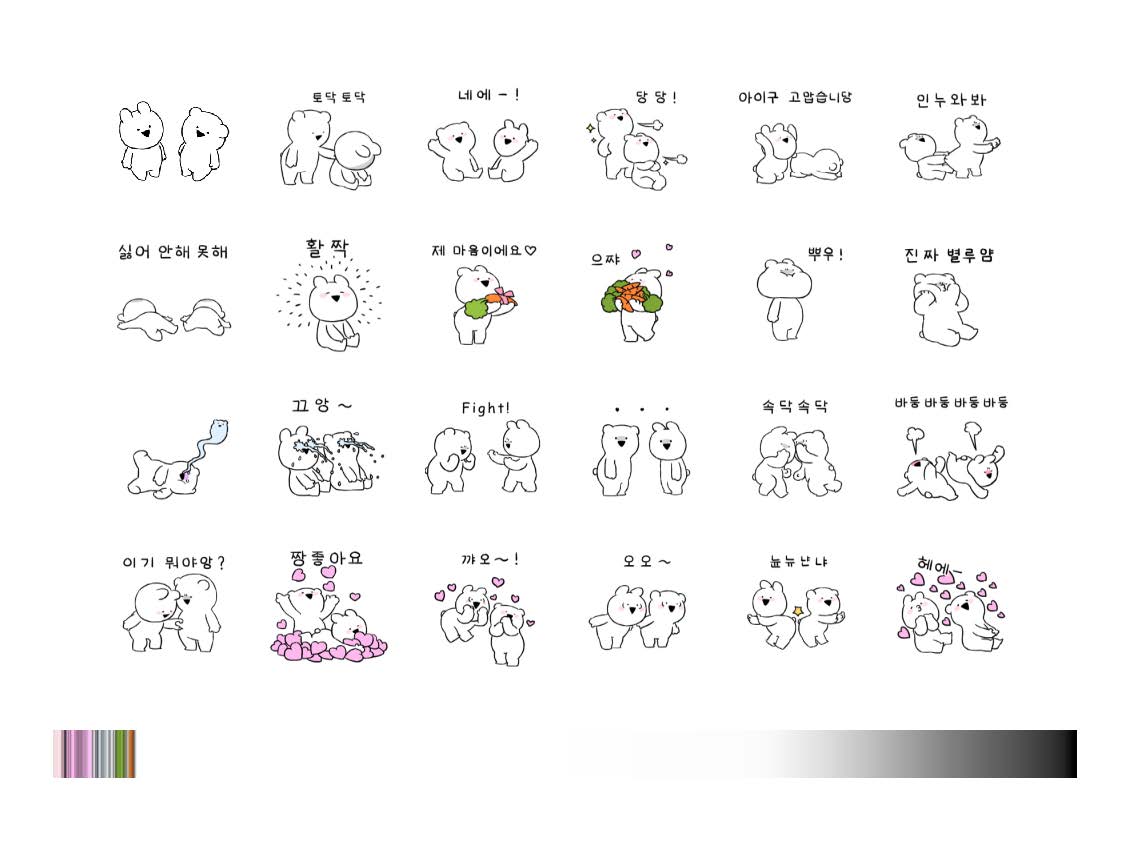 토닥토닥
네에-!
당당!
아이구 고맙습니당
인누와봐
싫어 안해 못해
활짝
제 마음이에요♡
으쨔
뿌우!
진짜 별루얌
끄앙~
Fight!
...
속닥속닥
바둥바둥바둥바둥
이기 뭐야앙?
짱좋아요
꺄오~!
오오~
눈뉴난냐
헤에~